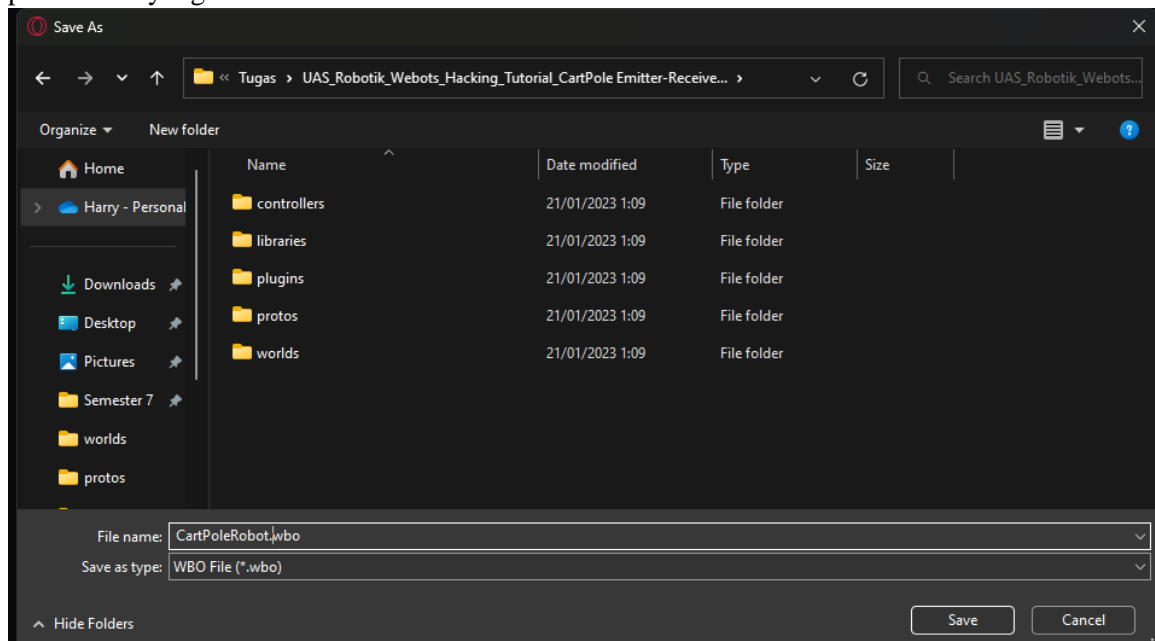 Save As
« Tugas > UAS_Robotik_Webots_Hacking_Tutorial_CartPole Emitter-Receive... >
Search UAS_Robotik_Webots...
Organize
New folder
Name
Date modified
Type
Size
Home
Harry - Personal
Downloads
Desktop
Pictures
Semester 7
worlds
protos
controllers 21/01/2023 1:09 File folder
libraries 21/01/2023 1:09 File folder
plugins 21/01/2023 1:09 File folder
protos 21/01/2023 1:09 File folder
worlds 21/01/2023 1:09 File folder
File name: CartPoleRobot.wbo
Save as type: WBO File (*.wbo)
Hide Folders
Save
Cancel